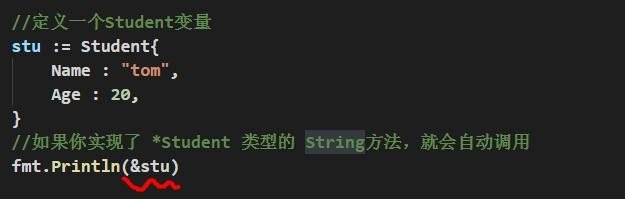 //定义一个Student变量
stu := Student{
Name : "tom",
Age : 20,
}
//如果你实现了 *Student 类型的 String方法，就会自动调用
fmt.Println(&stu)